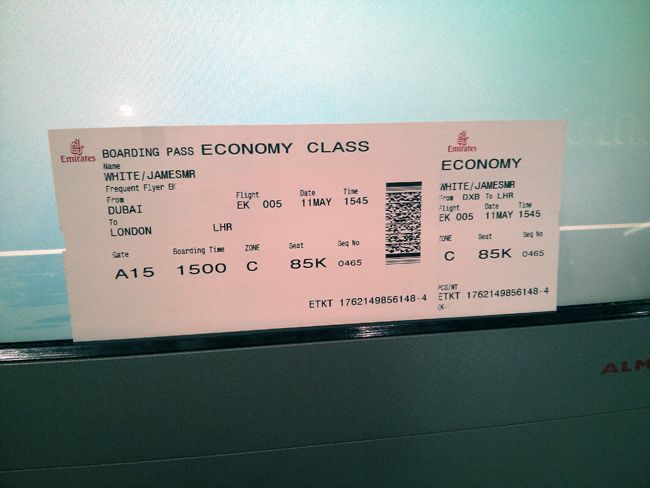 Emirates
BOARDING PASS ECONOMY CLASS
Name
WHITE/JAMESMR
Frequent Flyer EK
From
DUBAI
Flight Date Time
EK 005 11MAY 1545
To
LONDON LHR
Gate Boarding Time ZONE Seat Seq No
A15 1500 C 85K 0465
ETKT 1762149856148-4
Emirates
ECONOMY
WHITE/JAMESMR
From DXB To LHR
Flight Date Time
EK 005 11MAY 1545
ZONE Seat Seq No
C 85K 0465
PCS/WT
ETKT 1762149856148-4
EK-
ALM